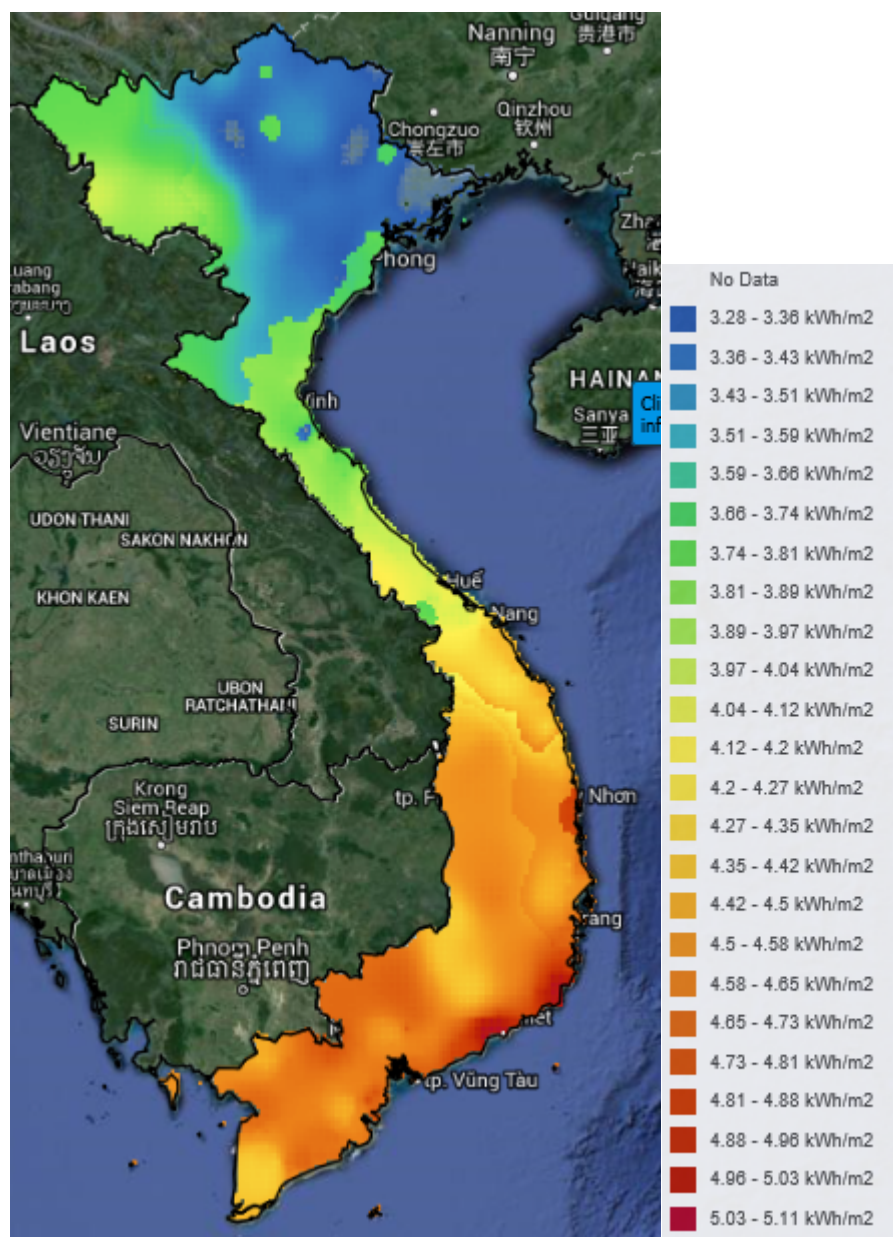 Nanning
南宁
贵港市
Qinzhou
钦州
Chongzuo
崇左市
Laos
HAINAN
Sanya
三亚
Vientiane
UDON THANI
SAKON NAKHON
KHON KAEN
Huế
Nang
UBON
RATCHATHANI
SURIN
Krong
Siem Reap
ក្រុងសៀមរាប
tp.
Nhơn
Cambodia
Phnom Penh
រាជធានីភ្នំពេញ
rang
tp. Vũng Tàu
No Data
3.28 - 3.36 kWh/m2
3.36 - 3.43 kWh/m2
3.43 - 3.51 kWh/m2
3.51 - 3.59 kWh/m2
3.59 - 3.66 kWh/m2
3.66 - 3.74 kWh/m2
3.74 - 3.81 kWh/m2
3.81 - 3.89 kWh/m2
3.89 - 3.97 kWh/m2
3.97 - 4.04 kWh/m2
4.04 - 4.12 kWh/m2
4.12 - 4.2 kWh/m2
4.2 - 4.27 kWh/m2
4.27 - 4.35 kWh/m2
4.35 - 4.42 kWh/m2
4.42 - 4.5 kWh/m2
4.5 - 4.58 kWh/m2
4.58 - 4.65 kWh/m2
4.65 - 4.73 kWh/m2
4.73 - 4.81 kWh/m2
4.81 - 4.88 kWh/m2
4.88 - 4.96 kWh/m2
4.96 - 5.03 kWh/m2
5.03 - 5.11 kWh/m2